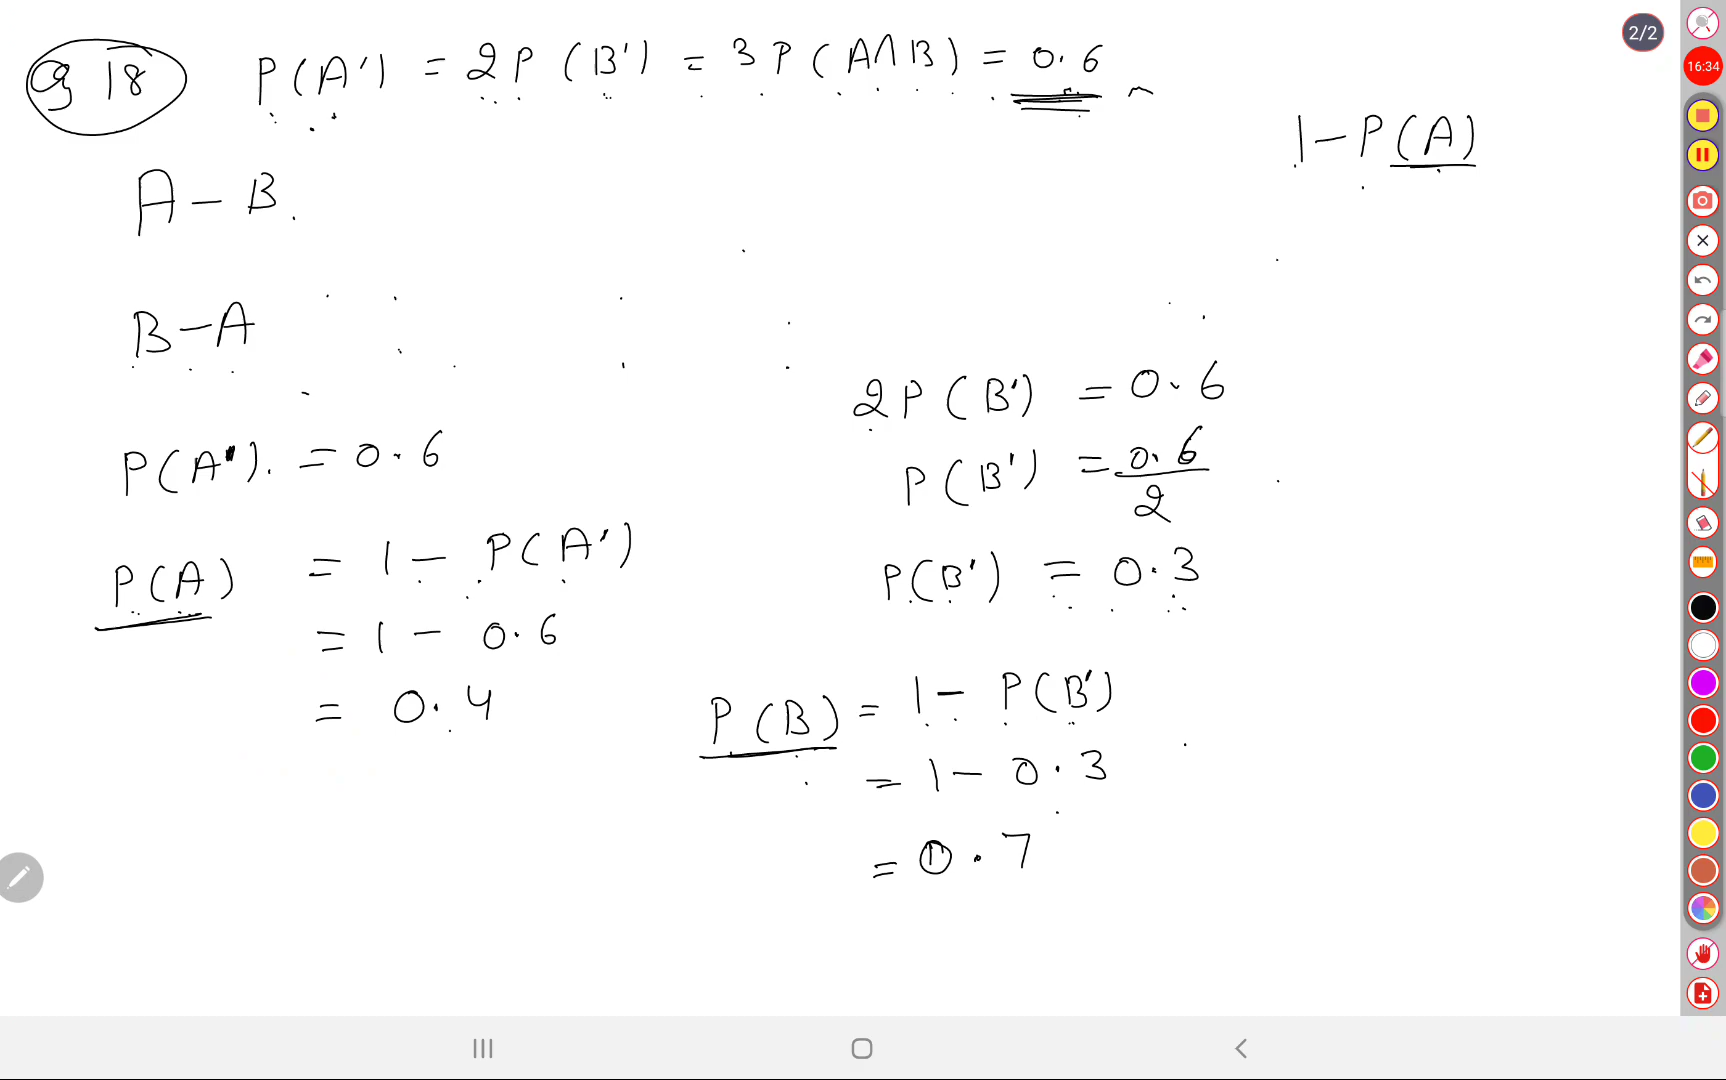 2/2
16:34
Q 18 P(A') = 2P(B') = 3P(A∩B) = 0.6
1-P(A)
A-B.
B-A
2P(B') = 0.6
P(A'). = 0.6
P(B') = 0.6/2
P(A) = 1 - P(A')
P(B') = 0.3
= 1 - 0.6
= 0.4
P(B) = 1 - P(B')
= 1 - 0.3
= 0.7